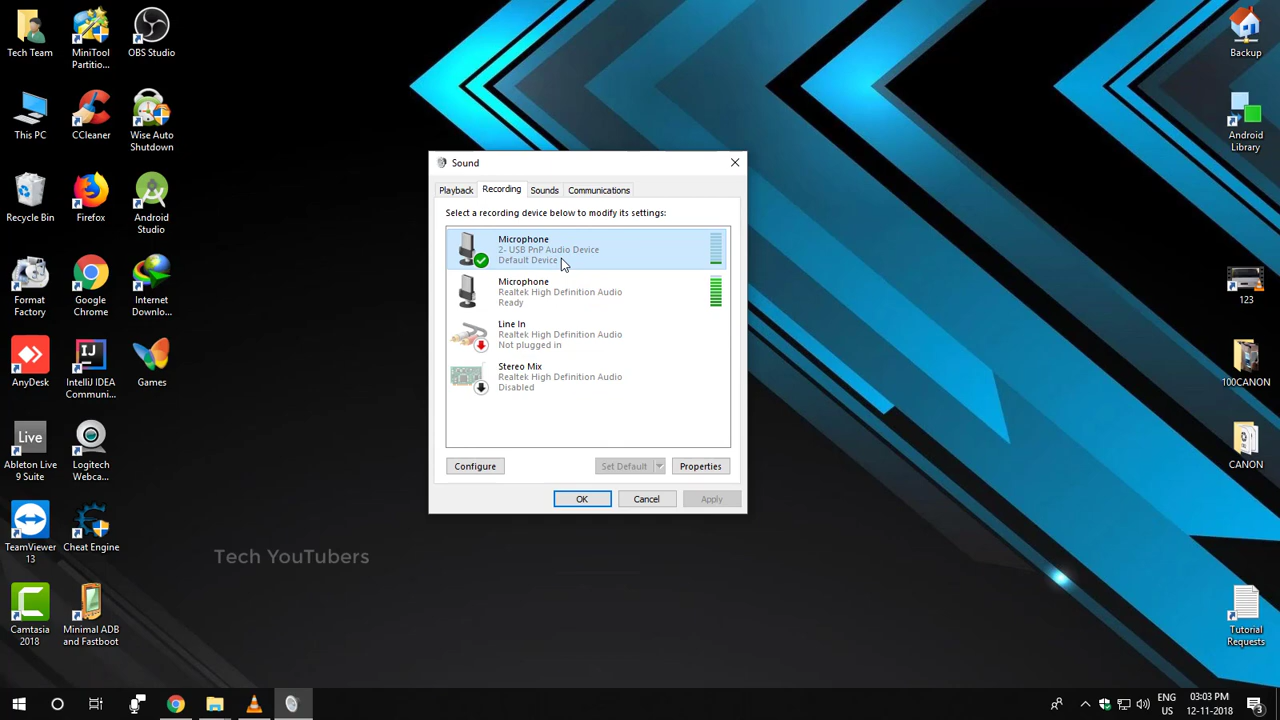 Tech Team
MiniTool
Partitio...
OBS Studio
This PC
CCleaner
Wise Auto
Shutdown
Recycle Bin
Firefox
Android
Studio
Format
Factory
Google
Chrome
Internet
Downlo...
AnyDesk
IntelliJ IDEA
Communi...
Games
Live
Ableton Live
9 Suite
Logitech
Webca...
TeamViewer
13
Cheat Engine
Camtasia
2018
Minimal ADB
and Fastboot
Sound
Playback
Recording
Sounds
Communications
Select a recording device below to modify its settings:
Microphone
2- USB PnP Audio Device
Default Device
Microphone
Realtek High Definition Audio
Ready
Line In
Realtek High Definition Audio
Not plugged in
Stereo Mix
Realtek High Definition Audio
Disabled
Configure
Set Default
Properties
OK
Cancel
Apply
Tech YouTubers
Backup
Android
Library
123
100CANON
CANON
Tutorial
Requests
ENG
US
03:03 PM
12-11-2018
3